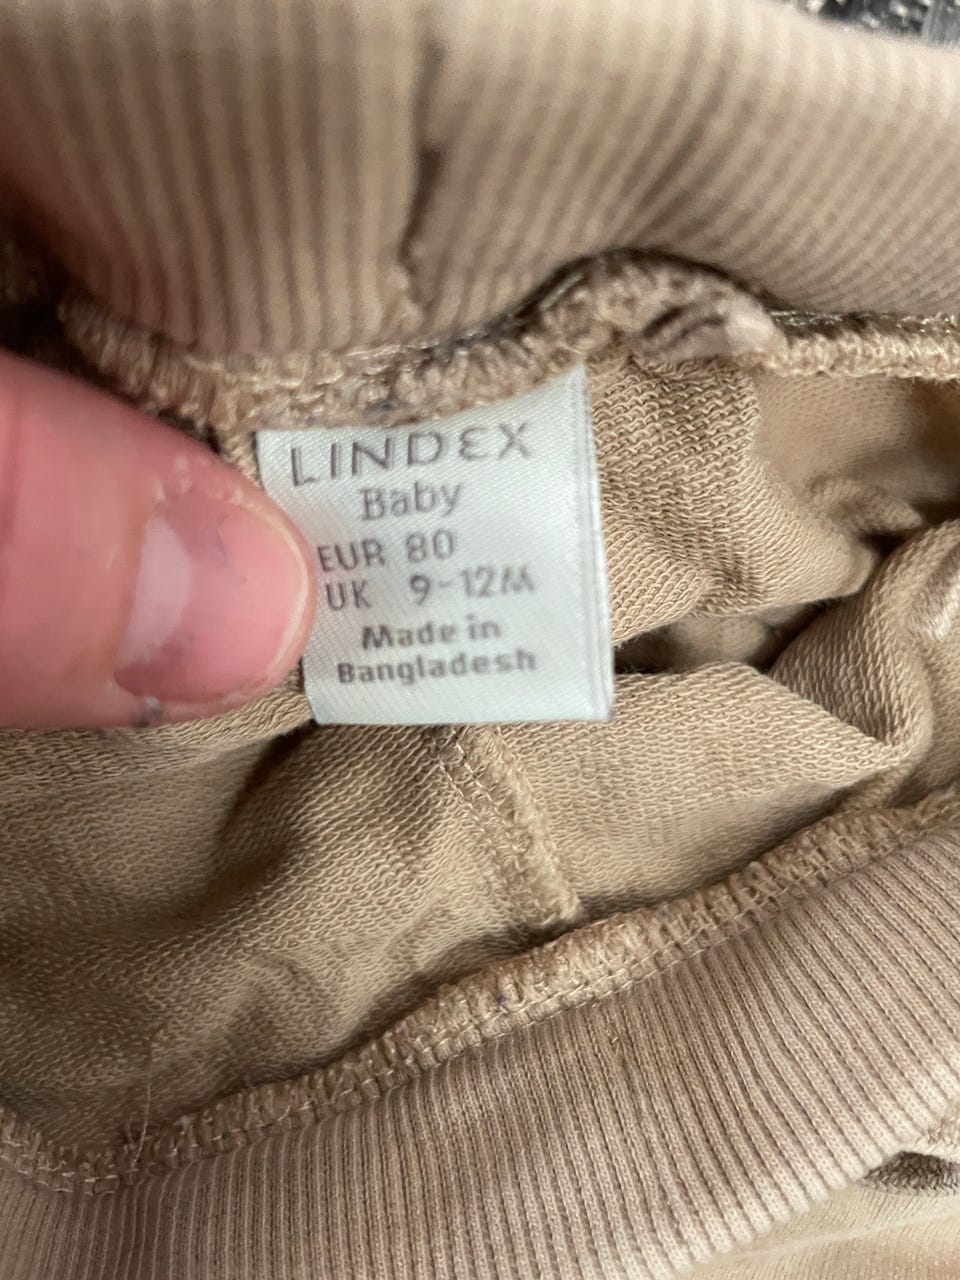 LINDEX
Baby
EUR 80
UK 9-12M
Made in
Bangladesh